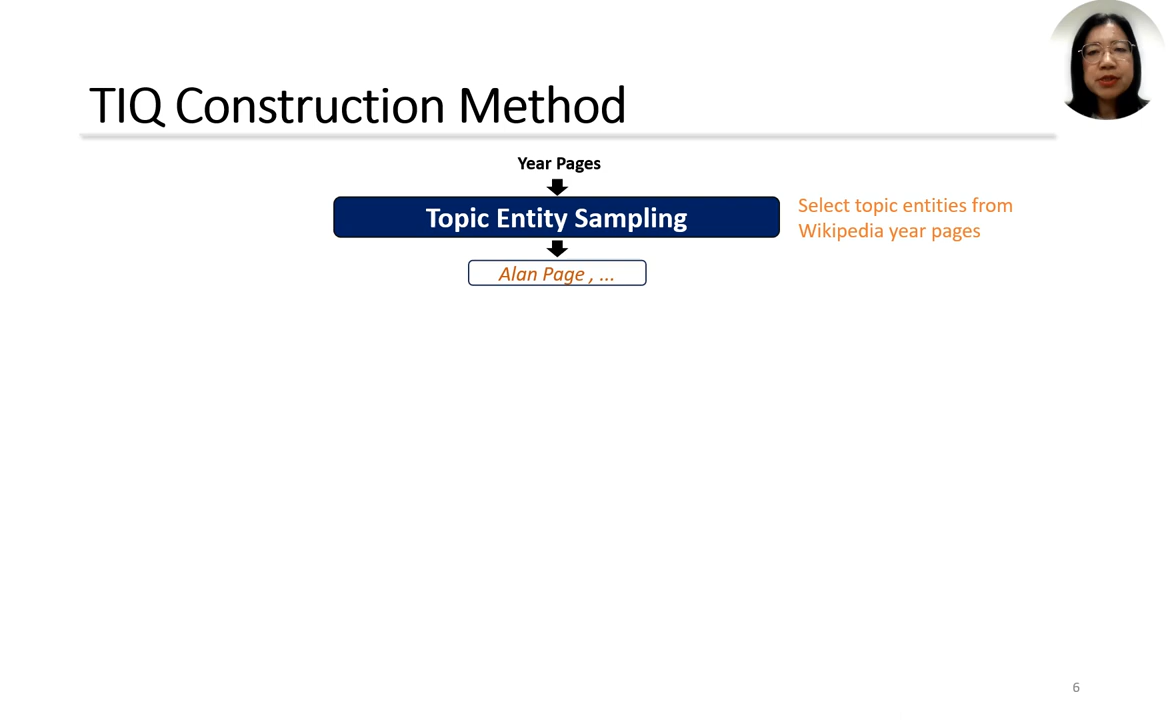 TIQ Construction Method
Year Pages
Topic Entity Sampling
Select topic entities from
Wikipedia year pages
Alan Page , ...
6